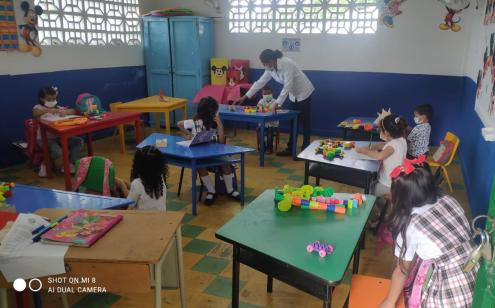 SHOT ON MI 8
AI DUAL CAMERA